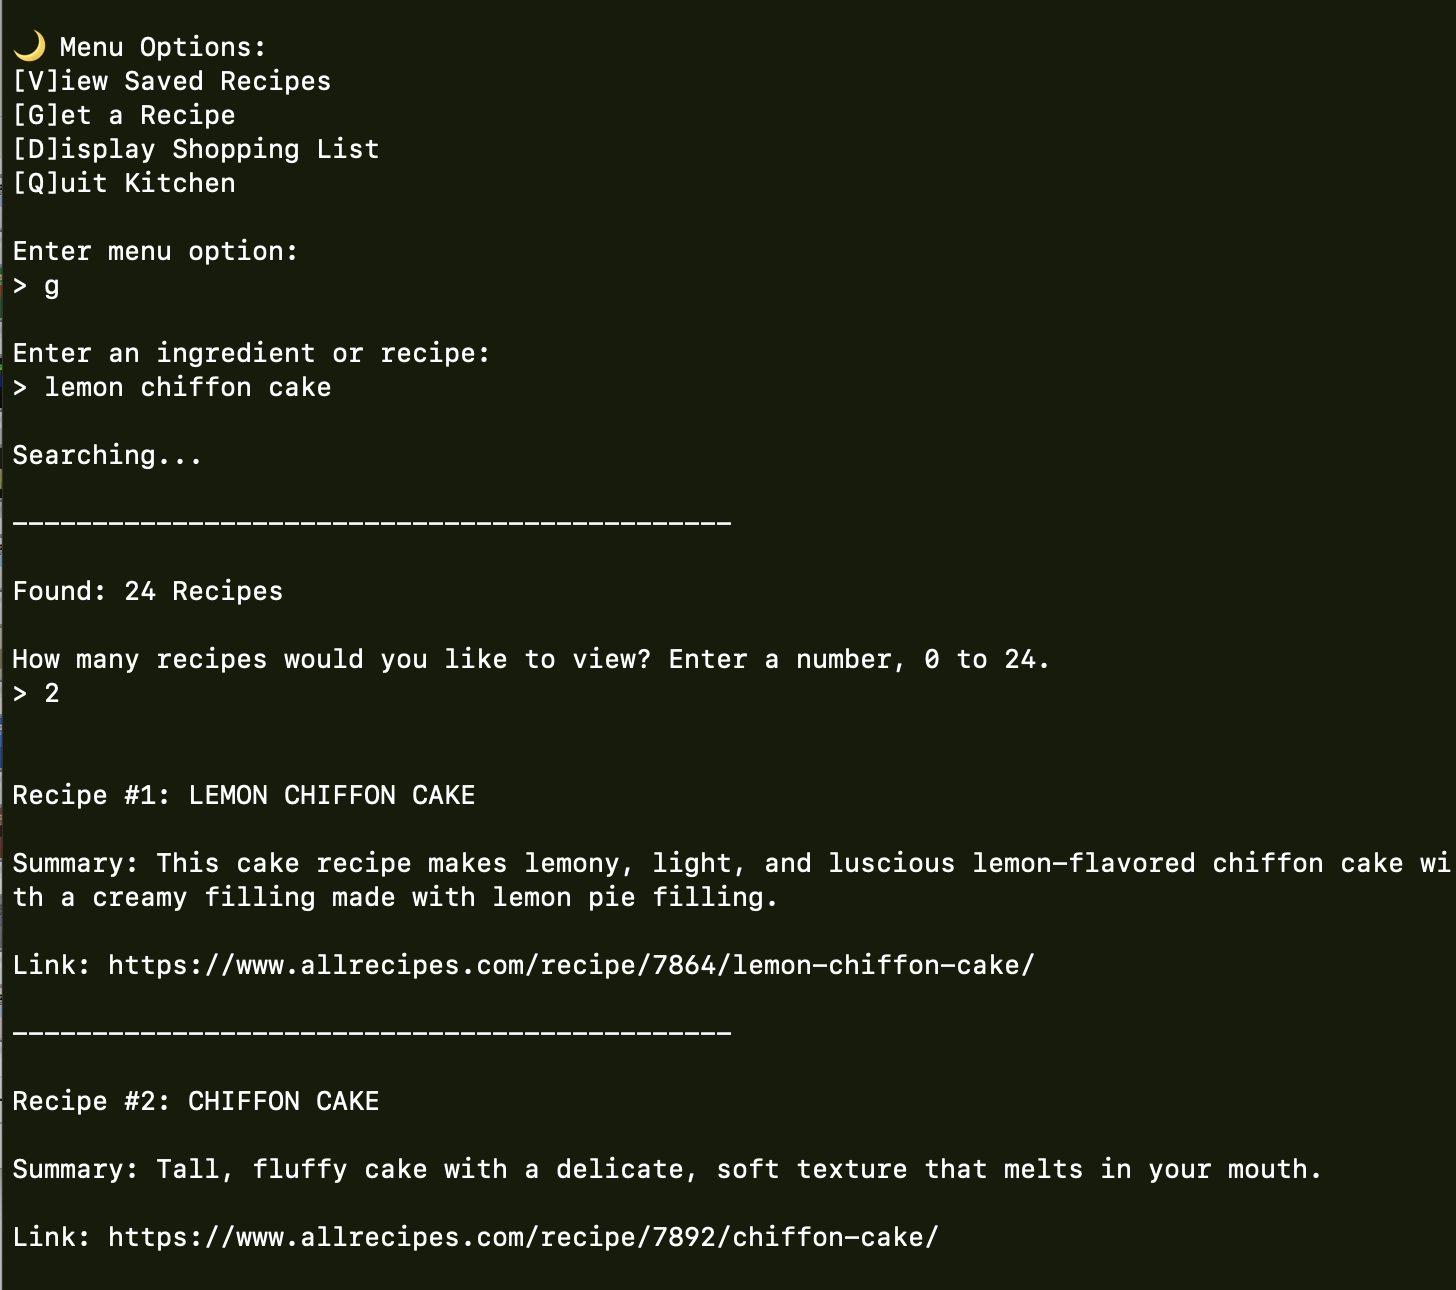 🌙 Menu Options:
[V]iew Saved Recipes
[G]et a Recipe
[D]isplay Shopping List
[Q]uit Kitchen
Enter menu option:
> g
Enter an ingredient or recipe:
> lemon chiffon cake
Searching...
---------------------------------------------
Found: 24 Recipes
How many recipes would you like to view? Enter a number, 0 to 24.
> 2
Recipe #1: LEMON CHIFFON CAKE
Summary: This cake recipe makes lemony, light, and luscious lemon-flavored chiffon cake wi
th a creamy filling made with lemon pie filling.
Link: https://www.allrecipes.com/recipe/7864/lemon-chiffon-cake/
---------------------------------------------
Recipe #2: CHIFFON CAKE
Summary: Tall, fluffy cake with a delicate, soft texture that melts in your mouth.
Link: https://www.allrecipes.com/recipe/7892/chiffon-cake/